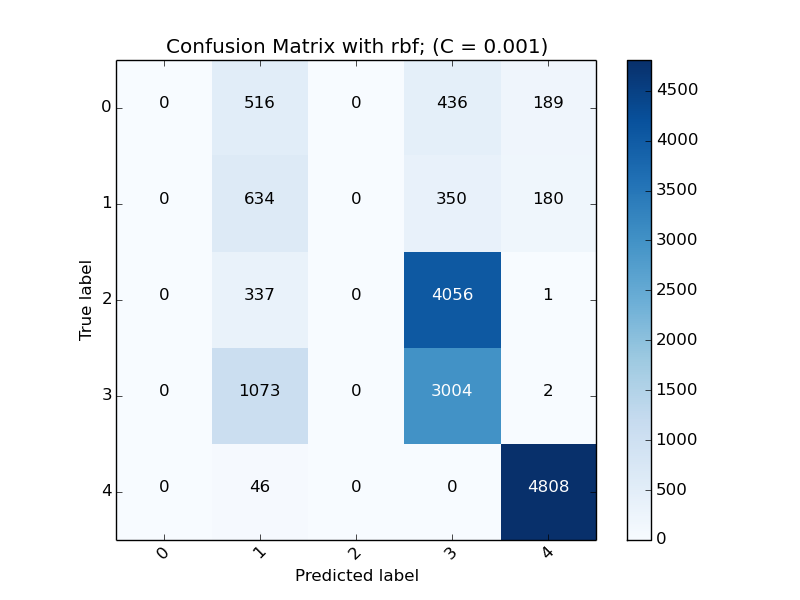 Confusion Matrix with rbf; (C = 0.001)
0 0 516 0 436 189
1 0 634 0 350 180
2 0 337 0 4056 1
3 0 1073 0 3004 2
4 0 46 0 0 4808
0 1 2 3 4
True label
Predicted label
4500
4000
3500
3000
2500
2000
1500
1000
500
0